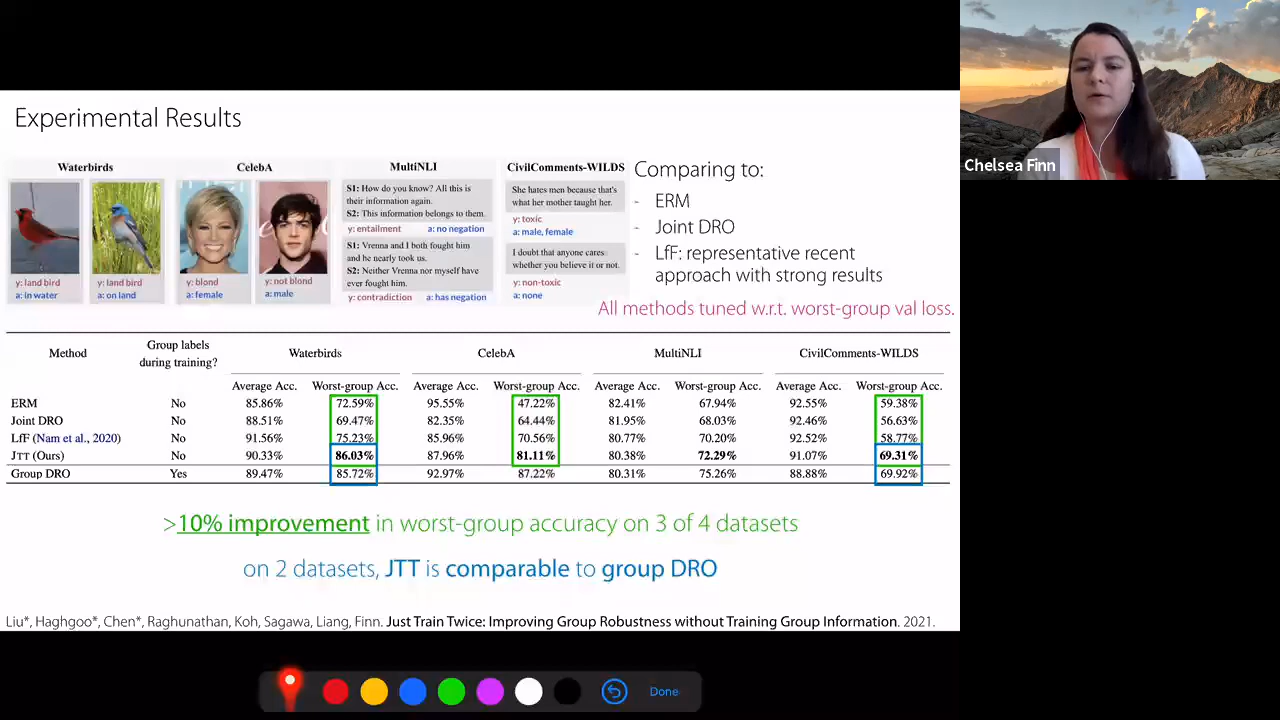 Experimental Results
Waterbirds
y: land bird
a: in water
y: land bird
a: on land
CelebA
y: blond
a: female
y: not blond
a: male
MultiNLI
S1: How do you know? All this is
their information again.
S2: This information belongs to them.
y: entailment a: no negation
S1: Vrenna and I both fought him
and he nearly took us.
S2: Neither Vrenna nor myself have
ever fought him.
y: contradiction a: has negation
CivilComments-WILDS
She hates men because that's
what her mother taught her.
y: toxic
a: male, female
I doubt that anyone cares
whether you believe it or not.
y: non-toxic
a: none
Comparing to:
- ERM
- Joint DRO
- LfF: representative recent
approach with strong results
All methods tuned w.r.t. worst-group val loss.
Method Group labels during training? Waterbirds CelebA MultiNLI CivilComments-WILDS
Average Acc. Worst-group Acc. Average Acc. Worst-group Acc. Average Acc. Worst-group Acc. Average Acc. Worst-group Acc.
ERM No 85.86% 72.59% 95.55% 47.22% 82.41% 67.94% 92.55% 59.38%
Joint DRO No 88.51% 69.47% 82.35% 64.44% 81.95% 68.03% 92.46% 56.63%
LfF (Nam et al., 2020) No 91.56% 75.23% 85.96% 70.56% 80.77% 70.20% 92.52% 58.77%
JTT (Ours) No 90.33% 86.03% 87.96% 81.11% 80.38% 72.29% 91.07% 69.31%
Group DRO Yes 89.47% 85.72% 92.97% 87.22% 80.31% 75.26% 88.88% 69.92%
>10% improvement in worst-group accuracy on 3 of 4 datasets
on 2 datasets, JTT is comparable to group DRO
Liu*, Haghgoo*, Chen*, Raghunathan, Koh, Sagawa, Liang, Finn. Just Train Twice: Improving Group Robustness without Training Group Information. 2021.
Chelsea Finn
Done